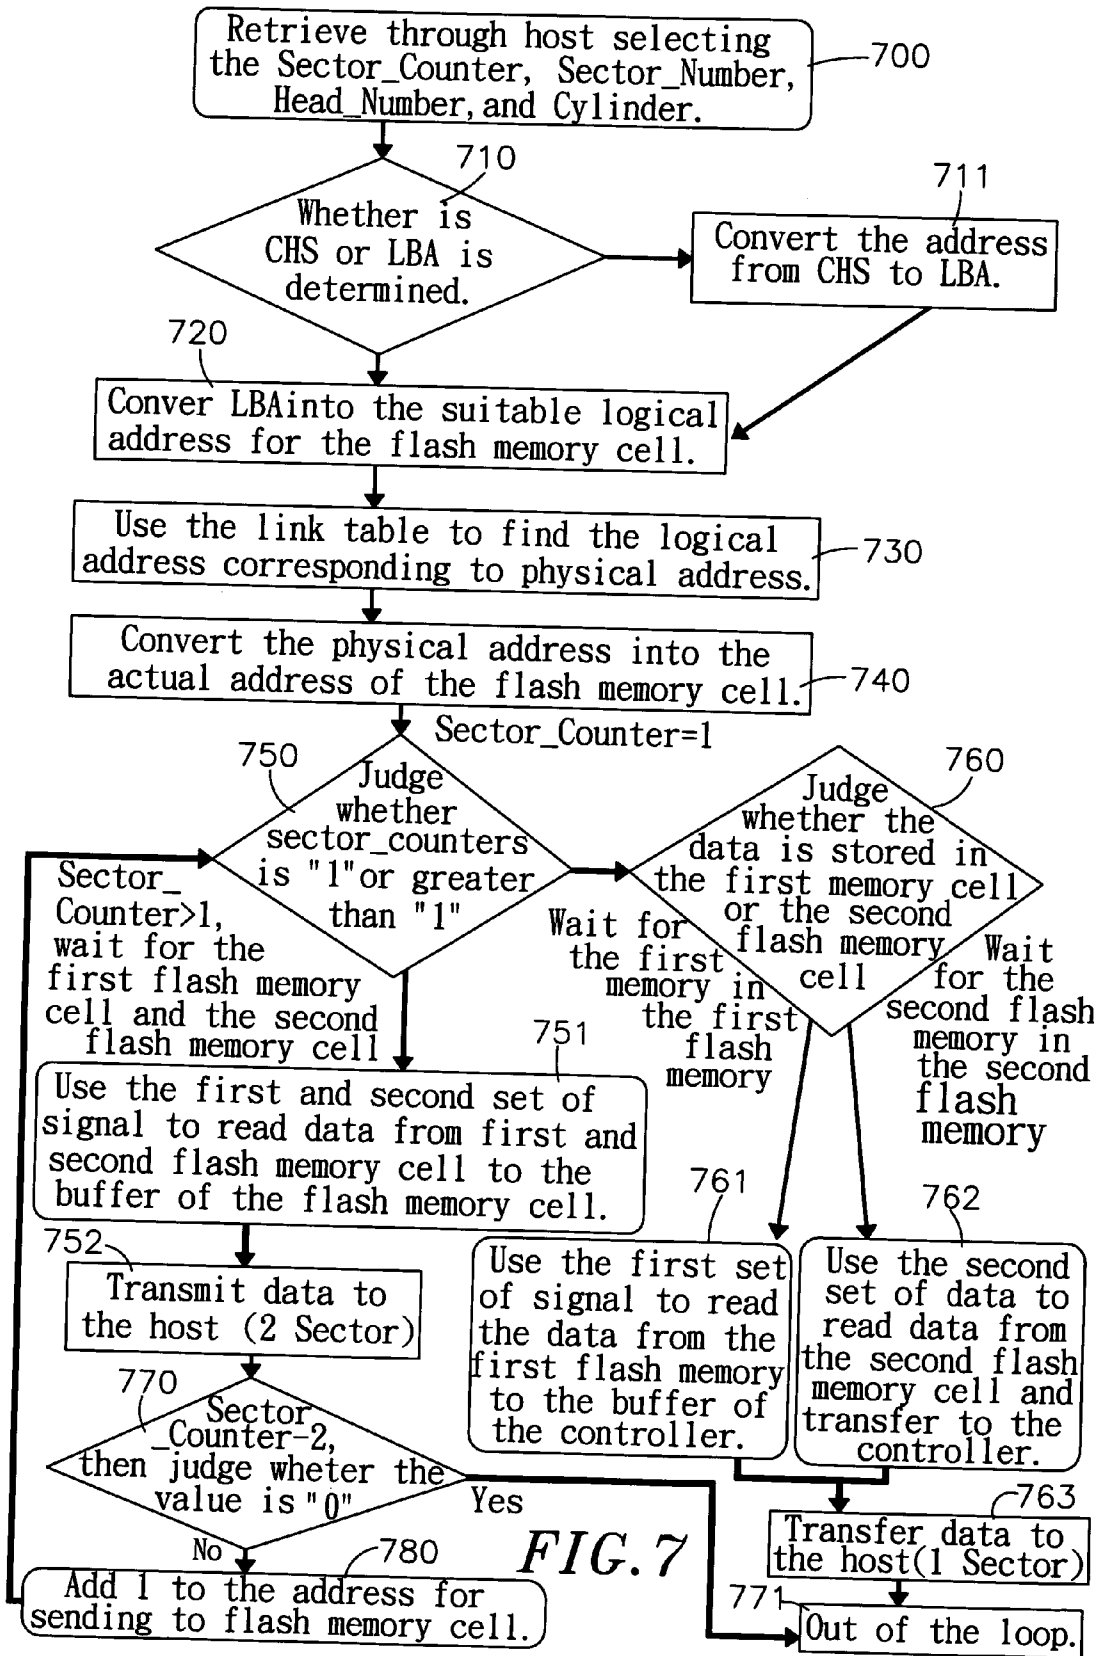 Retrieve through host selecting
the Sector_Counter, Sector_Number,
Head_Number, and Cylinder.
700
710
Whether is
CHS or LBA is
determined.
711
Convert the address
from CHS to LBA.
720
Conver LBAinto the suitable logical
address for the flash memory cell.
Use the link table to find the logical
address corresponding to physical address.
730
Convert the physical address into the
actual address of the flash memory cell.
740
Sector_Counter=1
750
Judge
whether
sector_counters
is "1"or greater
than "1"
760
Judge
whether the
data is stored in
the first memory cell
or the second
flash memory
cell
Sector_
Counter>1,
wait for the
first flash memory
cell and the second
flash memory cell
Wait for
the first
memory in
the first
flash
memory
Wait
for the
second flash
memory in
the second
flash
memory
751
Use the first and second set of
signal to read data from first and
second flash memory cell to the
buffer of the flash memory cell.
752
Transmit data to
the host (2 Sector)
761
Use the first set
of signal to read
the data from the
first flash memory
to the buffer of
the controller.
762
Use the second
set of data to
read data from
the second flash
memory cell and
transfer to the
controller.
770
Sector
_Counter-2,
then judge wheter the
value is "0"
Yes
No
763
Transfer data to
the host(1 Sector)
780
Add 1 to the address for
sending to flash memory cell.
771
Out of the loop.
FIG.7